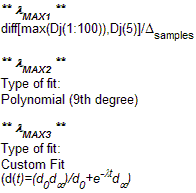 ** λMAX1 **
diff[max(Dj(1:100)),Dj(5)]/Δsamples
** λMAX2 **
Type of fit:
Polynomial (9th degree)
** λMAX3 **
Type of fit:
Custom Fit
(d(t)=(d0d∞)/d0+e^-λt d∞)